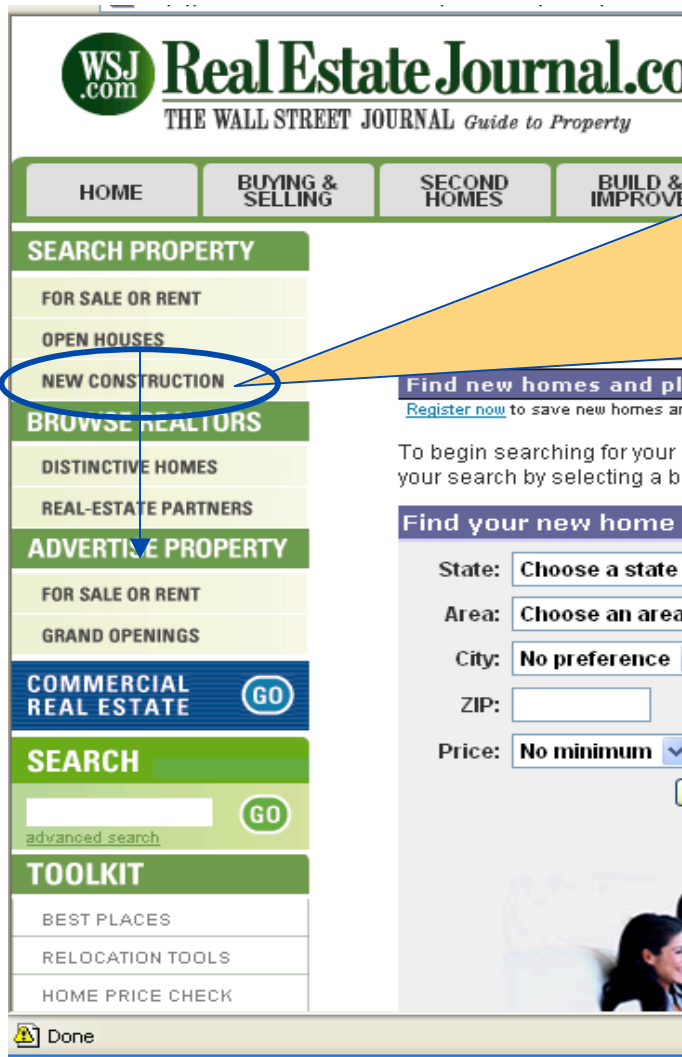 WSJ
.com
Real Estate Journal.co
THE WALL STREET JOURNAL Guide to Property
HOME
BUYING &
SELLING
SECOND
HOMES
BUILD &
IMPROVE
SEARCH PROPERTY
FOR SALE OR RENT
OPEN HOUSES
NEW CONSTRUCTION
BROWSE REALTORS
DISTINCTIVE HOMES
REAL-ESTATE PARTNERS
ADVERTISE PROPERTY
FOR SALE OR RENT
GRAND OPENINGS
COMMERCIAL
REAL ESTATE
GO
SEARCH
GO
advanced search
TOOLKIT
BEST PLACES
RELOCATION TOOLS
HOME PRICE CHECK
Find new homes and pl
Register now to save new homes a
To begin searching for your
your search by selecting a b
Find your new home
State: Choose a state
Area: Choose an area
City: No preference
ZIP:
Price: No minimum
Done